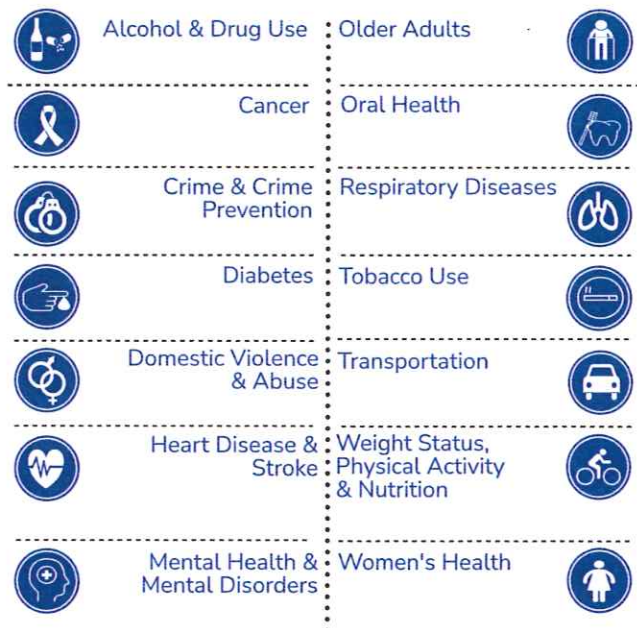 Alcohol & Drug Use
Cancer
Crime & Crime
Prevention
Diabetes
Domestic Violence
& Abuse
Heart Disease &
Stroke
Mental Health &
Mental Disorders
Older Adults
Oral Health
Respiratory Diseases
Tobacco Use
Transportation
Weight Status,
Physical Activity
& Nutrition
Women's Health